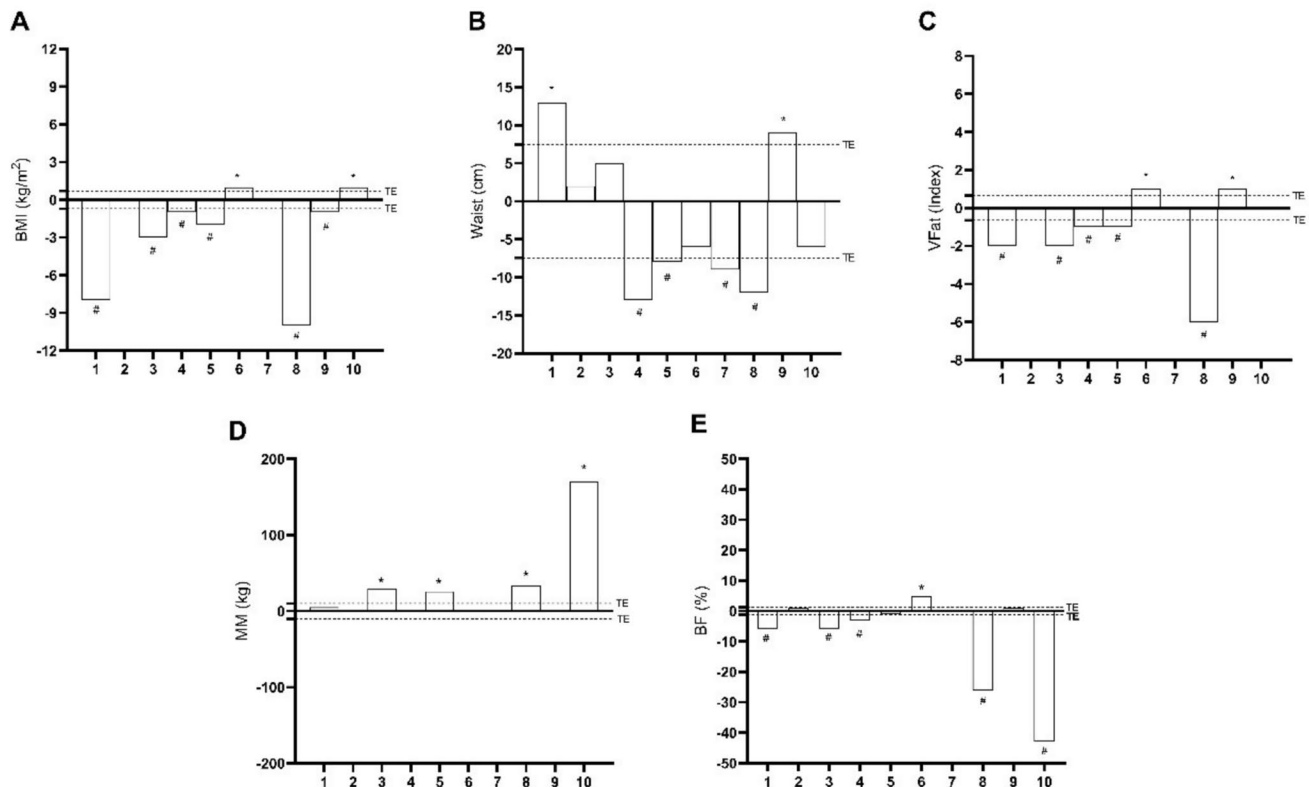 A
BMI (kg/m²)
12
9
6
3
0
-3
-6
-9
-12
TE
TE
*
*
#
#
#
#
#
#
1 2 3 4 5 6 7 8 9 10
B
Waist (cm)
20
15
10
5
0
-5
-10
-15
-20
TE
TE
*
*
#
#
#
#
1 2 3 4 5 6 7 8 9 10
C
VFat (Index)
8
6
4
2
0
-2
-4
-6
-8
TE
TE
*
*
#
#
#
#
#
1 2 3 4 5 6 7 8 9 10
D
MM (kg)
200
100
0
-100
-200
TE
TE
*
*
*
*
1 2 3 4 5 6 7 8 9 10
E
BF (%)
50
40
30
20
10
0
-10
-20
-30
-40
-50
TE
TE
*
#
#
#
#
#
1 2 3 4 5 6 7 8 9 10